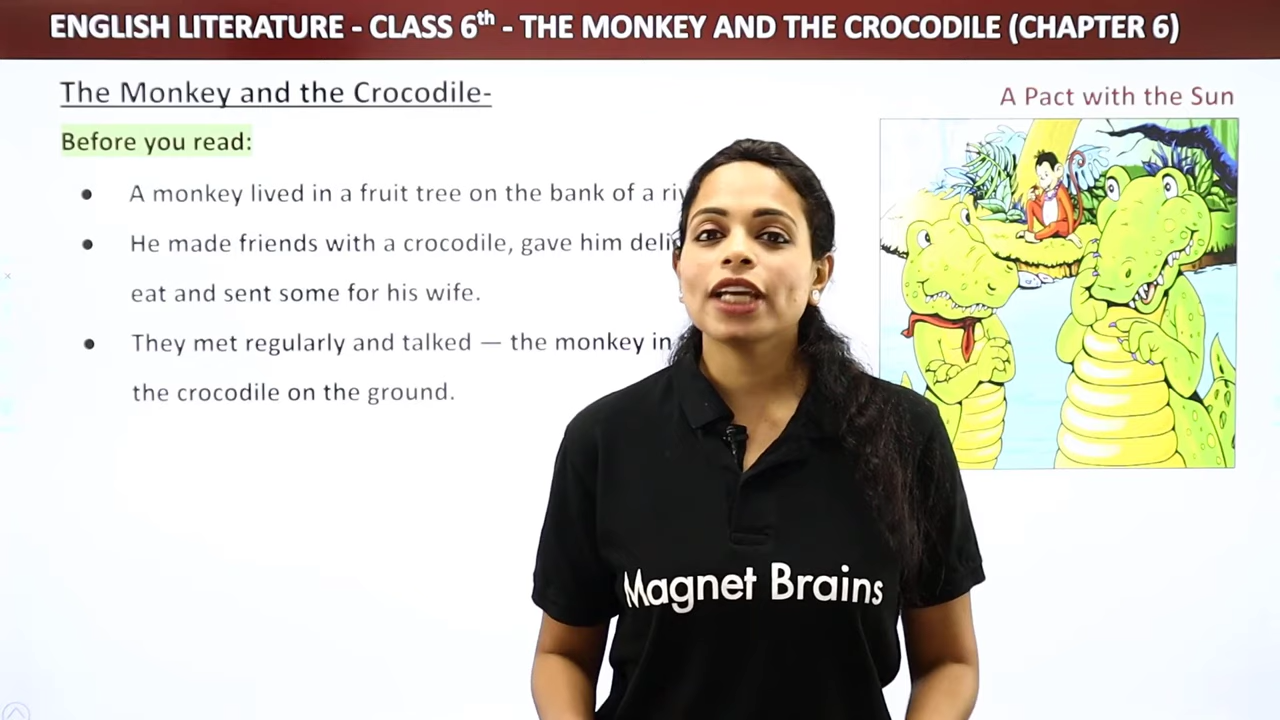 ENGLISH LITERATURE - CLASS 6th - THE MONKEY AND THE CROCODILE (CHAPTER 6)
The Monkey and the Crocodile-
A Pact with the Sun
Before you read:
● A monkey lived in a fruit tree on the bank of a
● He made friends with a crocodile, gave him
eat and sent some for his wife.
● They met regularly and talked — the monkey in
the crocodile on the ground.
Magnet Brains